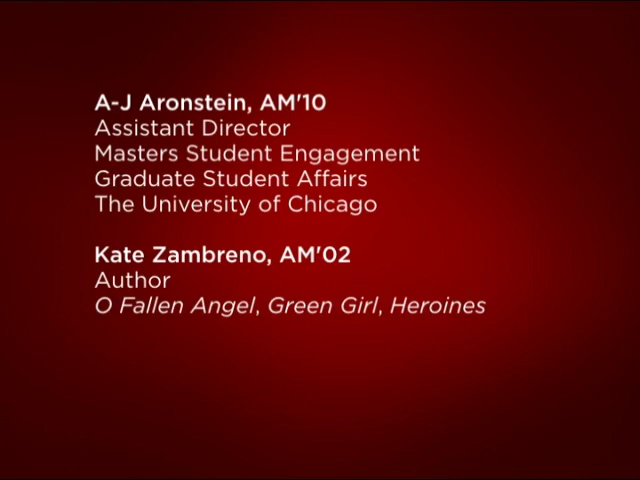 A-J Aronstein, AM'10
Assistant Director
Masters Student Engagement
Graduate Student Affairs
The University of Chicago
Kate Zambreno, AM'02
Author
O Fallen Angel, Green Girl, Heroines